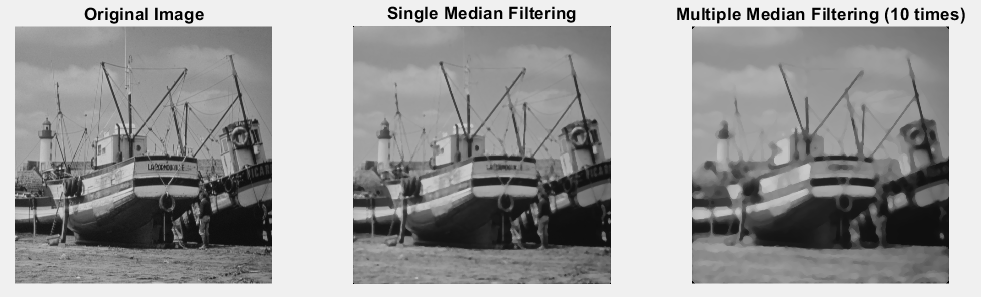 Original Image
Single Median Filtering
Multiple Median Filtering (10 times)